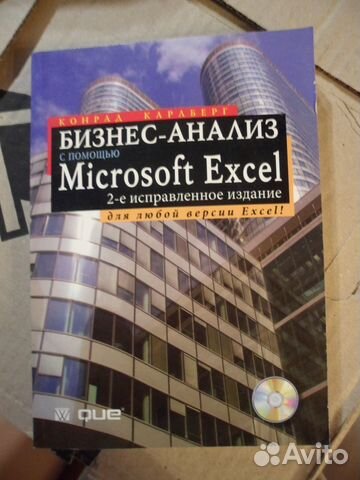 КОНРАД КАРЛБЕРГ
БИЗНЕС-АНАЛИЗ
С ПОМОЩЬЮ
Microsoft Excel
2-е исправленное издание
для любой версии Excel!
que
Avito